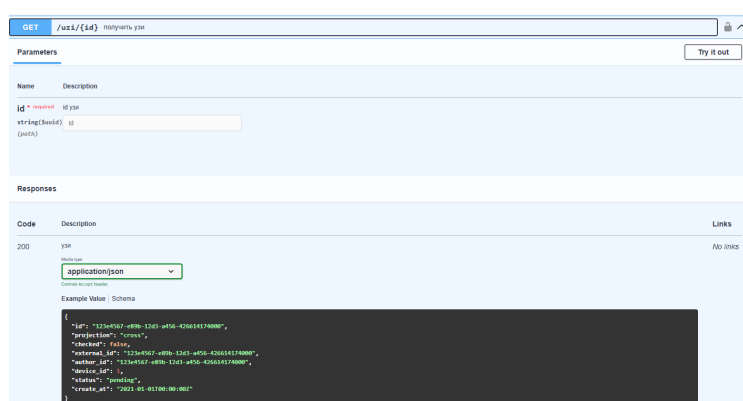 GET /uzi/{id} получить узи
Parameters
Try it out
Name Description
id * required id узи
string($uuid) id
(path)
Responses
Code Description Links
200 узи No links
Media type
application/json
Controls Accept header.
Example Value | Schema
{
"id": "123e4567-e89b-12d3-a456-426614174000",
"projection": "cross",
"checked": false,
"external_id": "123e4567-e89b-12d3-a456-426614174000",
"author_id": "123e4567-e89b-12d3-a456-426614174000",
"device_id": 1,
"status": "pending",
"create_at": "2021-01-01T00:00:00Z"
}